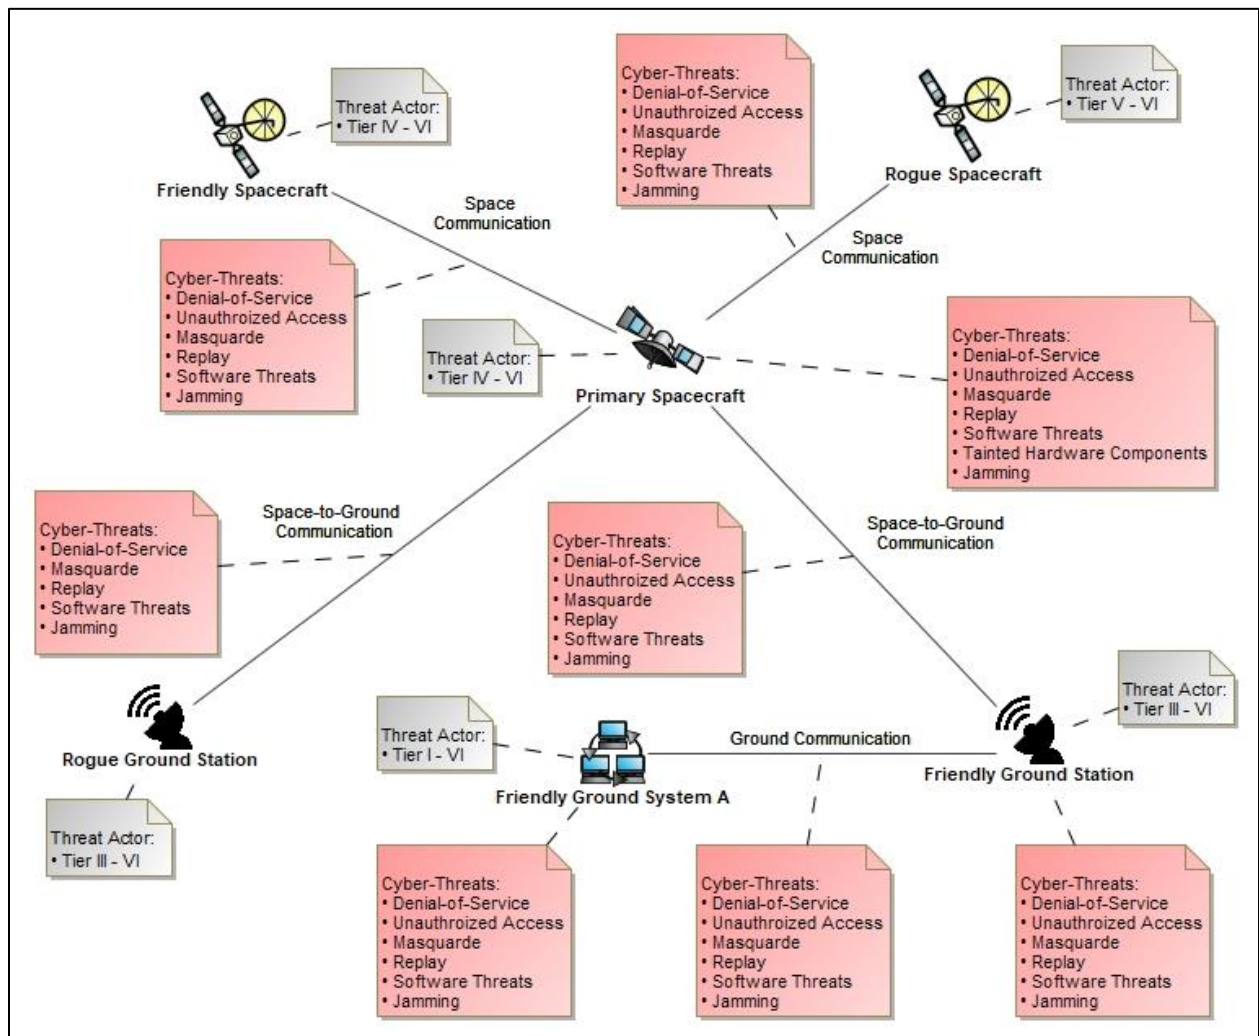 Threat Actor:
• Tier IV - VI
Friendly Spacecraft
Cyber-Threats:
• Denial-of-Service
• Unauthroized Access
• Masquarde
• Replay
• Software Threats
• Jamming
Threat Actor:
• Tier V - VI
Rogue Spacecraft
Space
Communication
Space
Communication
Cyber-Threats:
• Denial-of-Service
• Unauthroized Access
• Masquarde
• Replay
• Software Threats
• Jamming
Threat Actor:
• Tier IV - VI
Primary Spacecraft
Cyber-Threats:
• Denial-of-Service
• Unauthroized Access
• Masquarde
• Replay
• Software Threats
• Tainted Hardware Components
• Jamming
Cyber-Threats:
• Denial-of-Service
• Masquarde
• Replay
• Software Threats
• Jamming
Space-to-Ground
Communication
Cyber-Threats:
• Denial-of-Service
• Unauthroized Access
• Masquarde
• Replay
• Software Threats
• Jamming
Space-to-Ground
Communication
Rogue Ground Station
Threat Actor:
• Tier III - VI
Threat Actor:
• Tier I - VI
Friendly Ground System A
Ground Communication
Threat Actor:
• Tier III - VI
Friendly Ground Station
Cyber-Threats:
• Denial-of-Service
• Unauthroized Access
• Masquarde
• Replay
• Software Threats
• Jamming
Cyber-Threats:
• Denial-of-Service
• Unauthroized Access
• Masquarde
• Replay
• Software Threats
• Jamming
Cyber-Threats:
• Denial-of-Service
• Unauthroized Access
• Masquarde
• Replay
• Software Threats
• Jamming